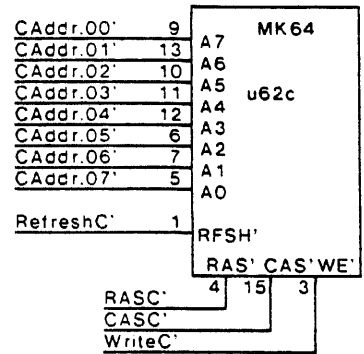 MK64
u62c
CAddr.00' 9 A7
CAddr.01' 13 A6
CAddr.02' 10 A5
CAddr.03' 11 A4
CAddr.04' 12 A3
CAddr.05' 6 A2
CAddr.06' 7 A1
CAddr.07' 5 A0
RefreshC' 1 RFSH'
RAS' CAS' WE'
4 15 3
RASC'
CASC'
WriteC'